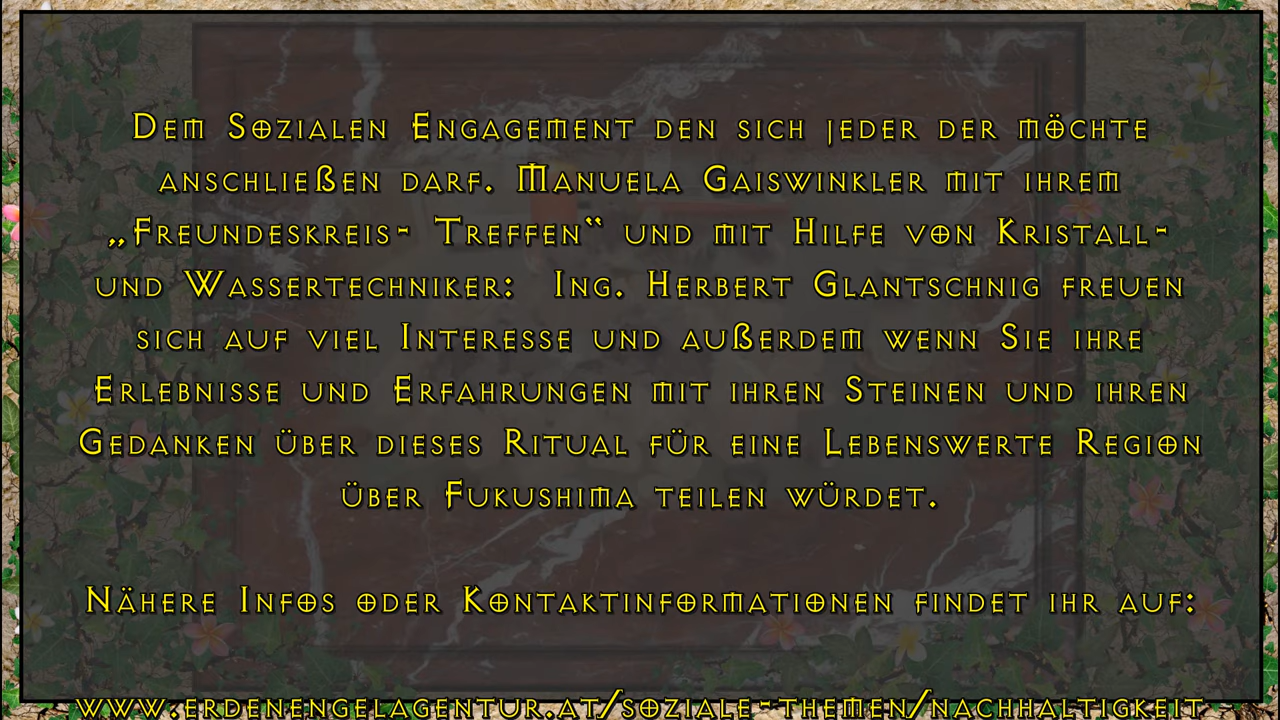 Dem Sozialen Engagement den sich jeder der möchte
anschließen darf. Manuela Gaiswinkler mit ihrem
„Freundeskreis- Treffen“ und mit Hilfe von Kristall-
und Wassertechniker: Ing. Herbert Glantschnig freuen
sich auf viel Interesse und außerdem wenn Sie ihre
Erlebnisse und Erfahrungen mit ihren Steinen und ihren
Gedanken über dieses Ritual für eine Lebenswerte Region
über Fukushima teilen würdet.
Nähere Infos oder Kontaktinformationen findet ihr auf:
www.erdenengelagentur.at/soziale-themen/nachhaltigkeit